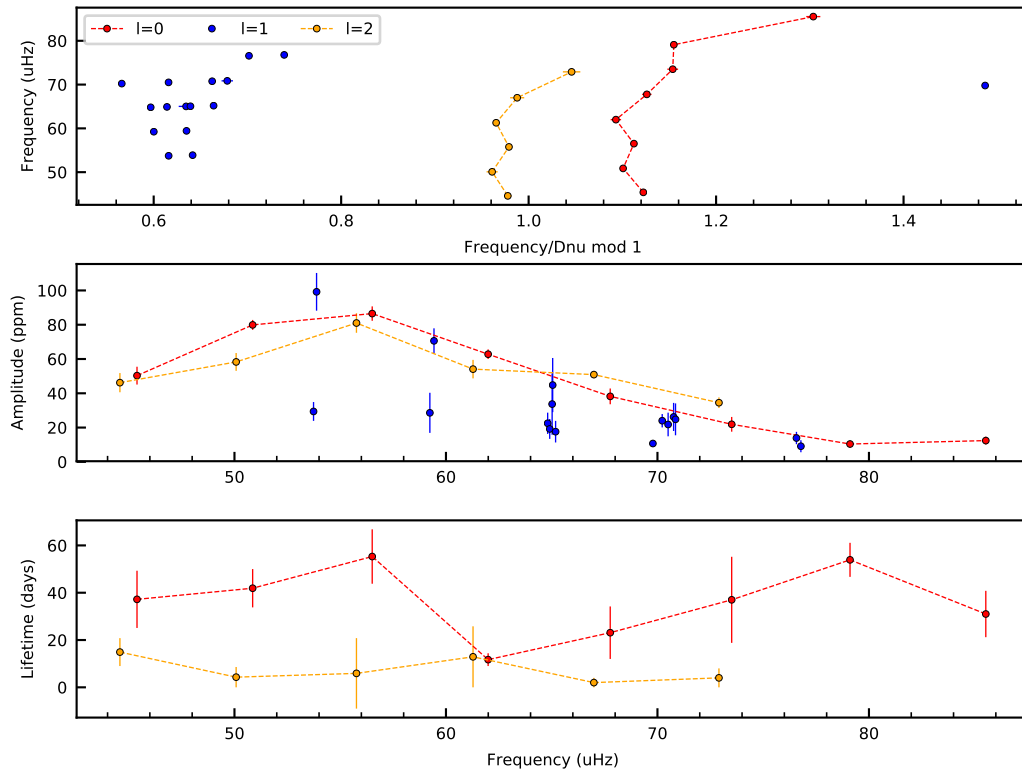 l=0 l=1 l=2
Frequency (uHz)
80
70
60
50
0.6 0.8 1.0 1.2 1.4
Frequency/Dnu mod 1
Amplitude (ppm)
100
80
60
40
20
0
50 60 70 80
Lifetime (days)
60
40
20
0
50 60 70 80
Frequency (uHz)